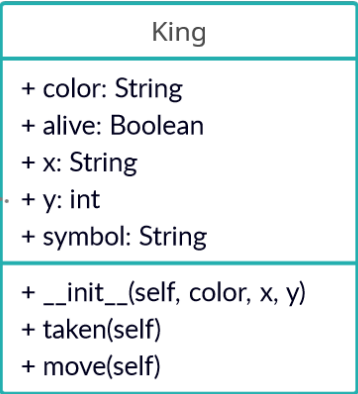 King
+ color: String
+ alive: Boolean
+ x: String
+ y: int
+ symbol: String
+ __init__(self, color, x, y)
+ taken(self)
+ move(self)